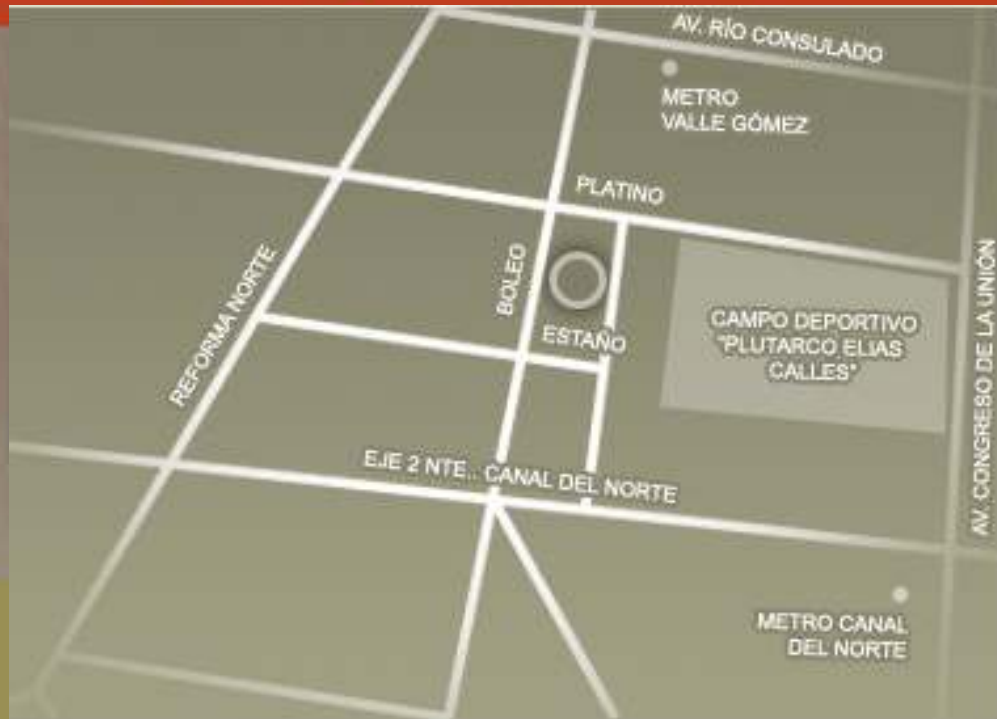 AV. RÍO CONSULADO
METRO
VALLE GÓMEZ
PLATINO
BOLEO
REFORMA NORTE
ESTAÑO
CAMPO DEPORTIVO
"PLUTARCO ELIAS
CALLES"
AV. CONGRESO DE LA UNIÓN
EJE 2 NTE.. CANAL DEL NORTE
METRO CANAL
DEL NORTE